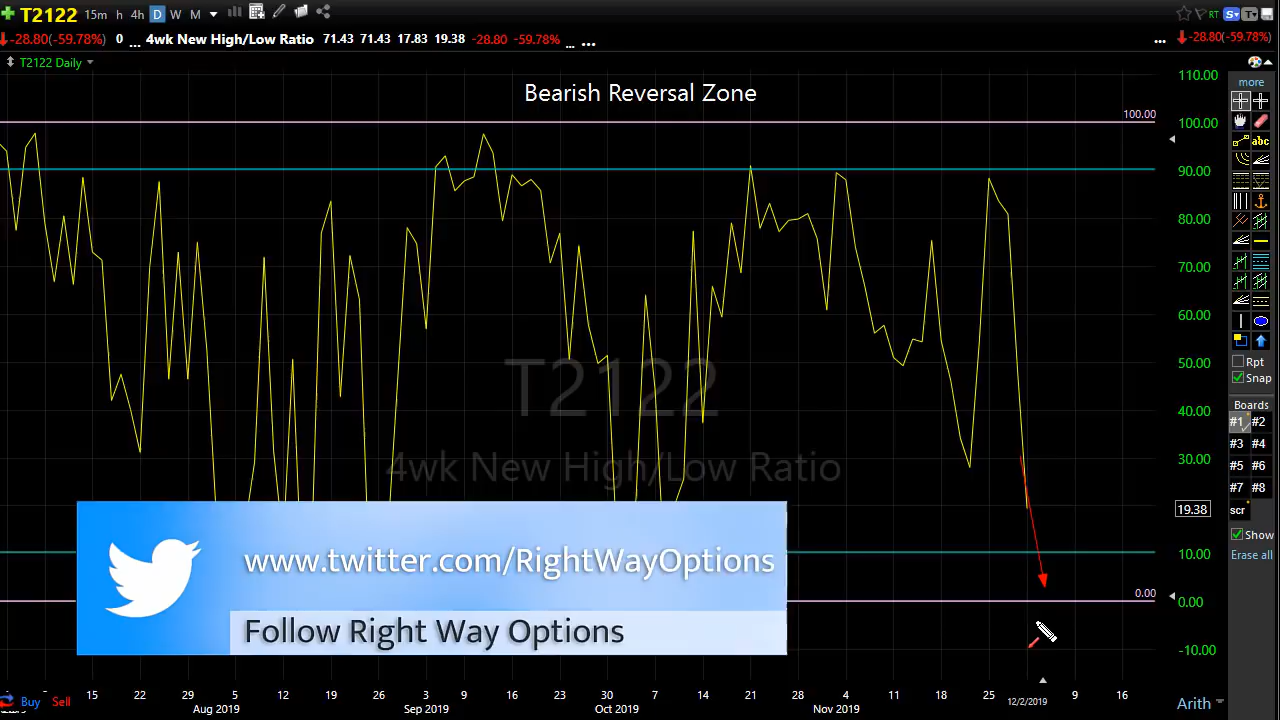 T2122 15m h 4h D W M RT S T
-28.80 (-59.78%) 0 ... 4wk New High/Low Ratio 71.43 71.43 17.83 19.38 -28.80 -59.78% ... ... ... -28.80 (-59.78%)
T2122 Daily
Bearish Reversal Zone
100.00
0.00
T2122
4wk New High/Low Ratio
www.twitter.com/RightWayOptions
Follow Right Way Options
110.00
100.00
90.00
80.00
70.00
60.00
50.00
40.00
30.00
19.38
10.00
0.00
-10.00
more
abc
Rpt
Snap
Boards
#1 #2
#3 #4
#5 #6
#7 #8
scr
Show
Erase all
15 22 29 5 12 19 26 3 9 16 23 30 7 14 21 28 4 11 18 25 9 16
Aug 2019 Sep 2019 Oct 2019 Nov 2019 12/2/2019
Buy Sell
Arith